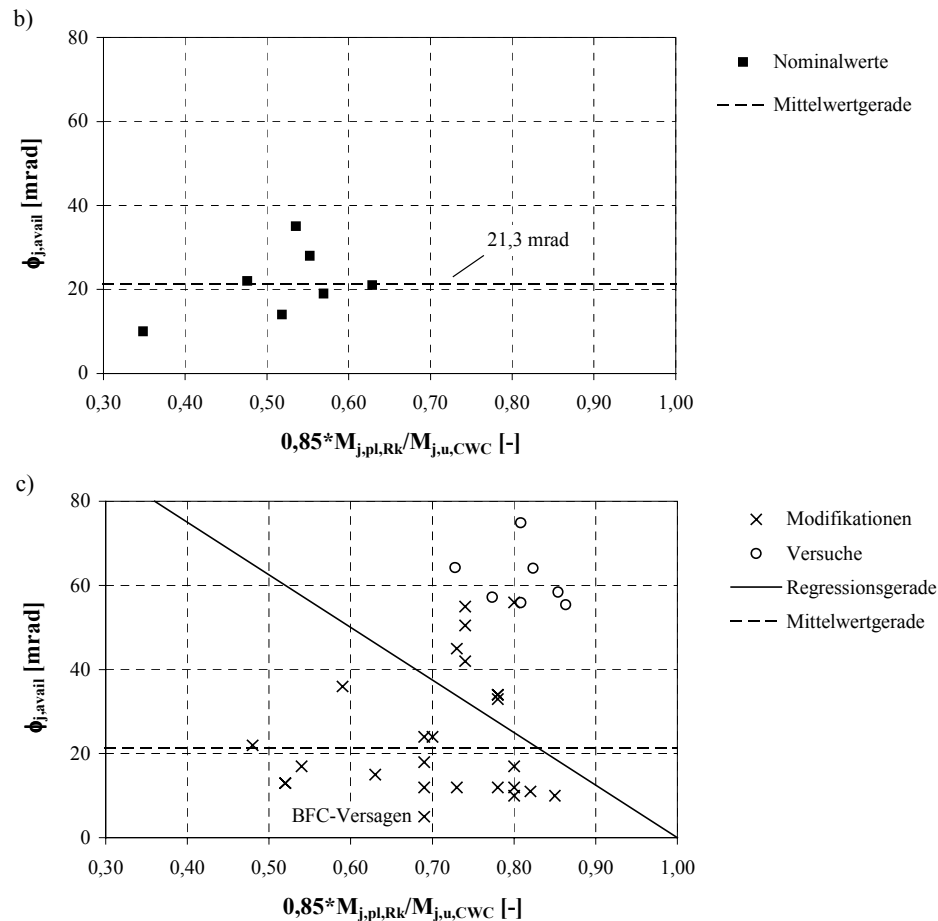 b)
80
60
40
20
0
ϕj,avail [mrad]
21,3 mrad
0,30 0,40 0,50 0,60 0,70 0,80 0,90 1,00
0,85*Mj,pl,Rk/Mj,u,CWC [-]
Nominalwerte
Mittelwertgerade
c)
80
60
40
20
0
ϕj,avail [mrad]
BFC-Versagen
0,30 0,40 0,50 0,60 0,70 0,80 0,90 1,00
0,85*Mj,pl,Rk/Mj,u,CWC [-]
Modifikationen
Versuche
Regressionsgerade
Mittelwertgerade